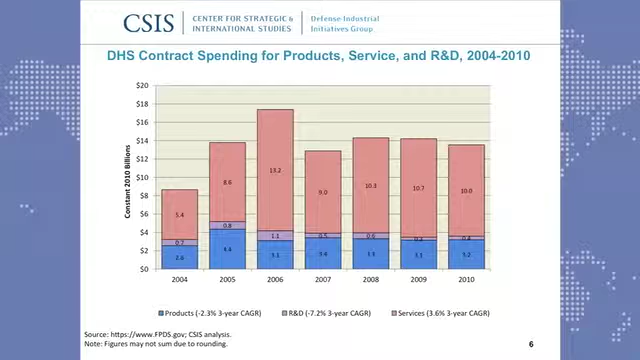 CSIS
CENTER FOR STRATEGIC &
INTERNATIONAL STUDIES
Defense-Industrial
Initiatives Group
DHS Contract Spending for Products, Service, and R&D, 2004-2010
Constant 2010 Billions
$20
$18
$16
$14
$12
$10
$8
$6
$4
$2
$0
5.4
0.7
2.6
8.6
0.8
4.4
13.2
1.1
3.1
9.0
0.5
3.4
10.3
0.6
10.7
3.1
10.0
0.4
3.2
2004 2005 2006 2007 2008 2009 2010
Products (-2.3% 3-year CAGR) R&D (-7.2% 3-year CAGR) Services (3.6% 3-year CAGR)
Source: https://www.FPDS.gov; CSIS analysis.
Note: Figures may not sum due to rounding.
6